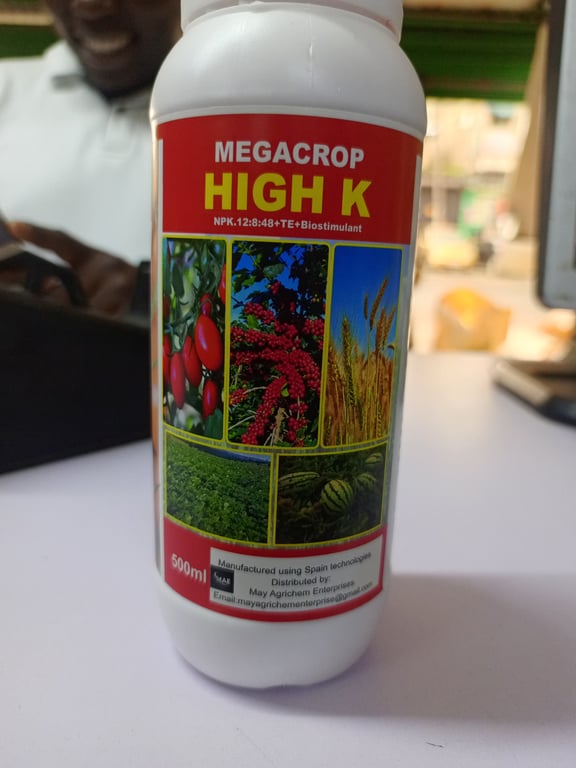 MEGACROP
HIGH K
NPK.12:8:48+TE+Biostimulant
500ml
MAE
Manufactured using Spain technologies
Distributed by:
May Agrichem Enterprises
Email:mayagrichementerprise@gmail.com